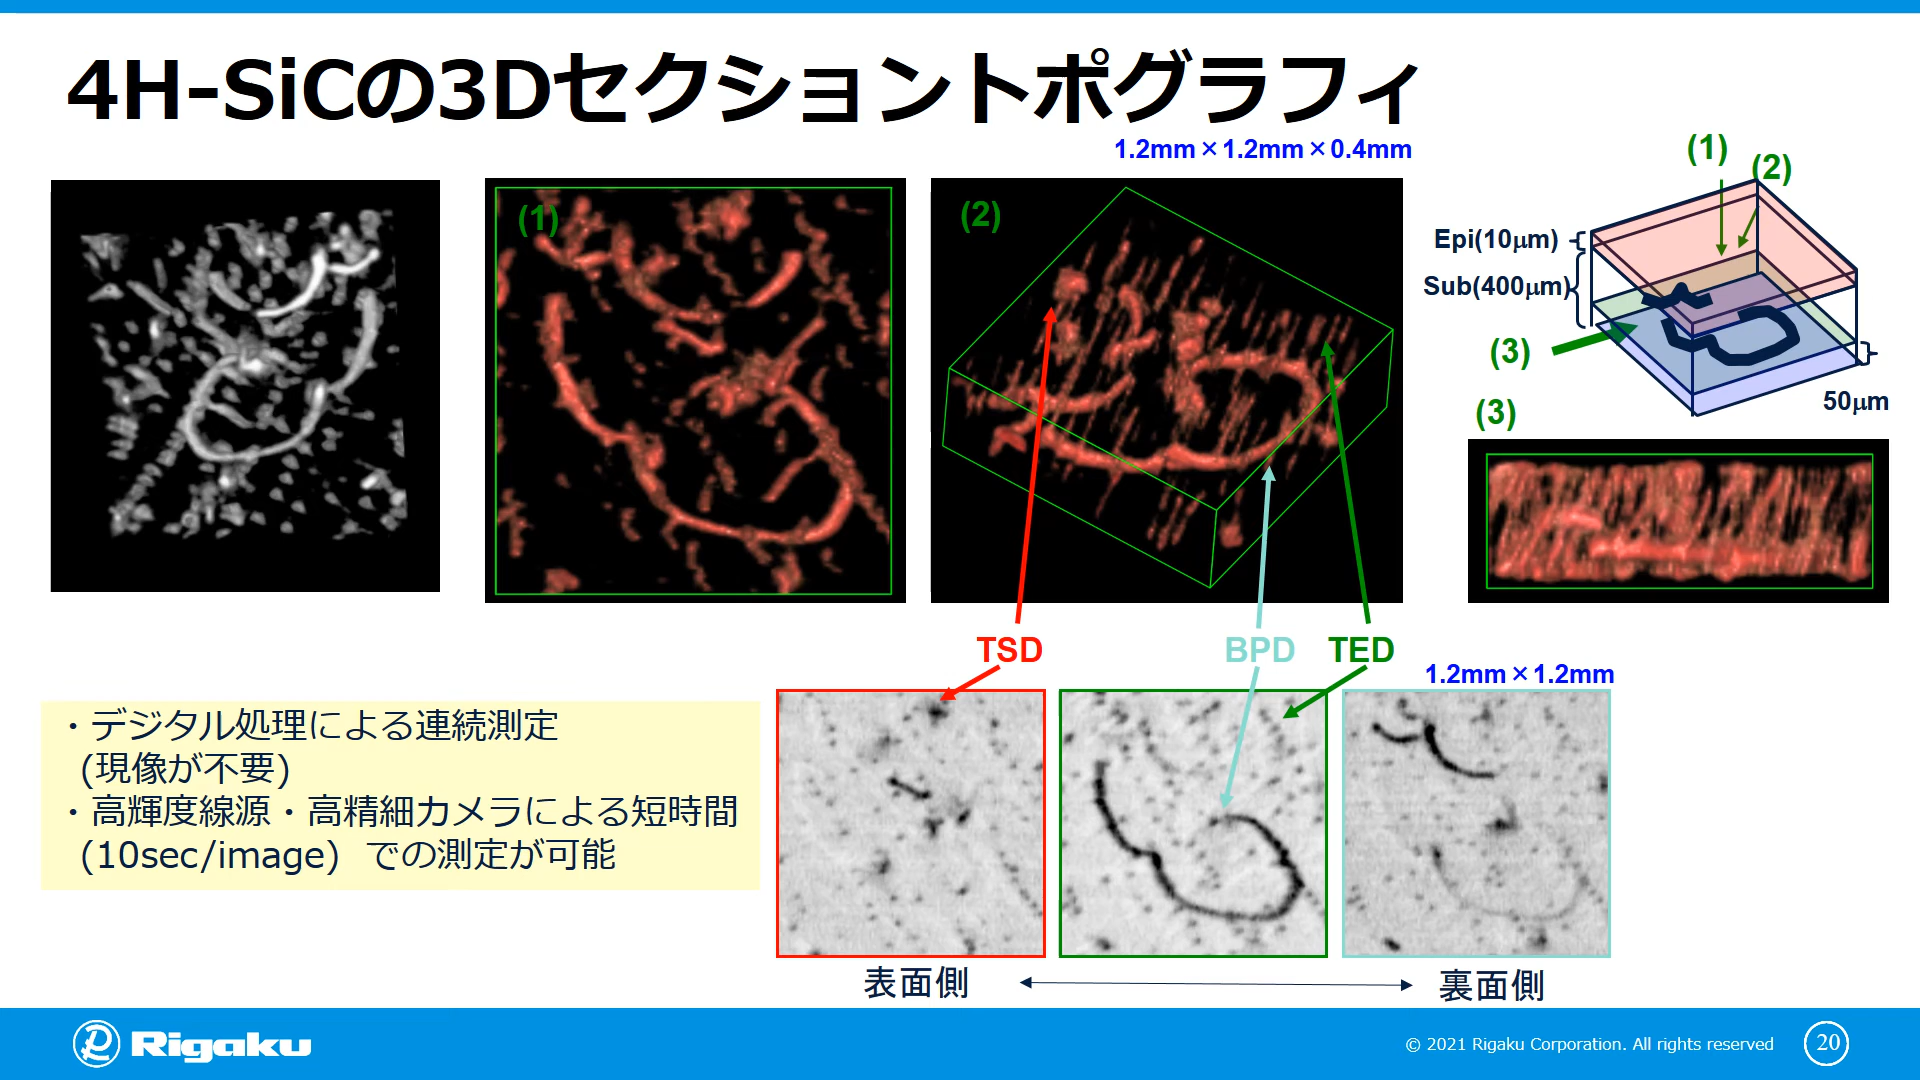 4H-SiCの3Dセクショントポグラフィ
1.2mm×1.2mm×0.4mm
(1)
(2)
(1)
(2)
Epi(10μm)
Sub(400μm)
(3)
50μm
(3)
TSD
BPD
TED
1.2mm×1.2mm
・デジタル処理による連続測定
(現像が不要)
・高輝度線源・高精細カメラによる短時間
(10sec/image) での測定が可能
表面側
裏面側
Rigaku
© 2021 Rigaku Corporation. All rights reserved
20